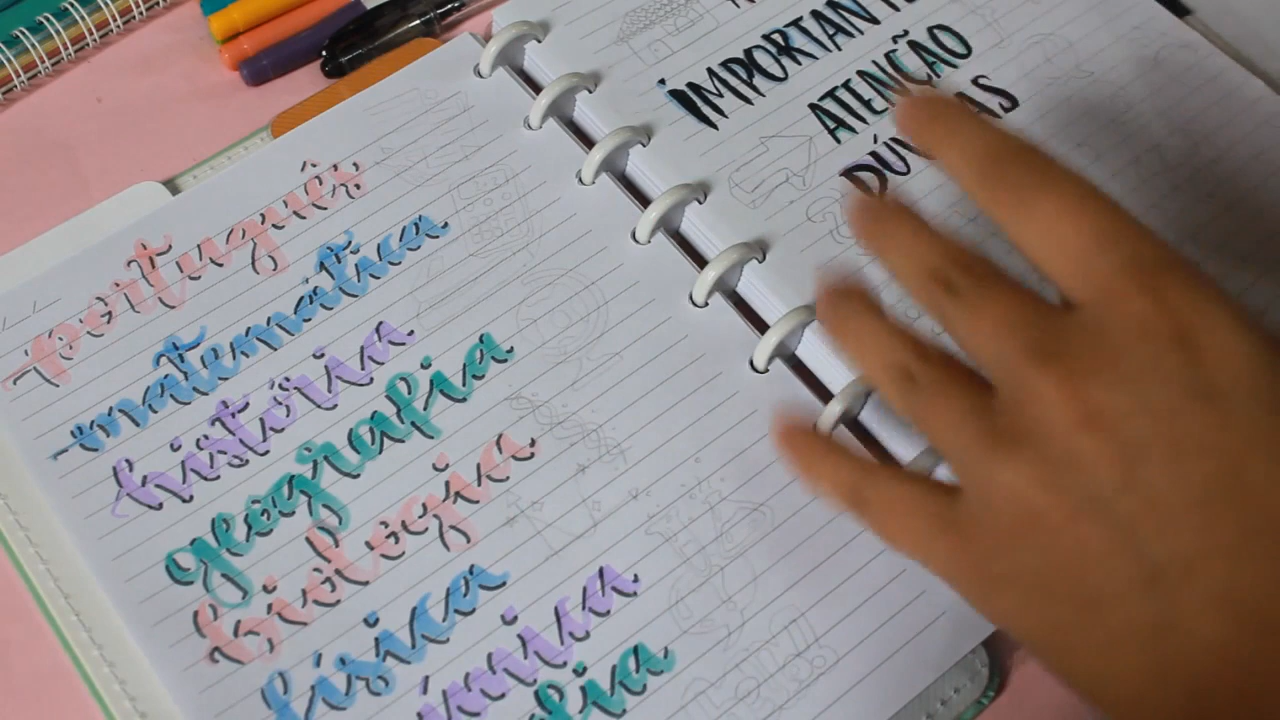 português
matemática
história
geografia
biologia
física
IMPORTANTE
ATENÇÃO